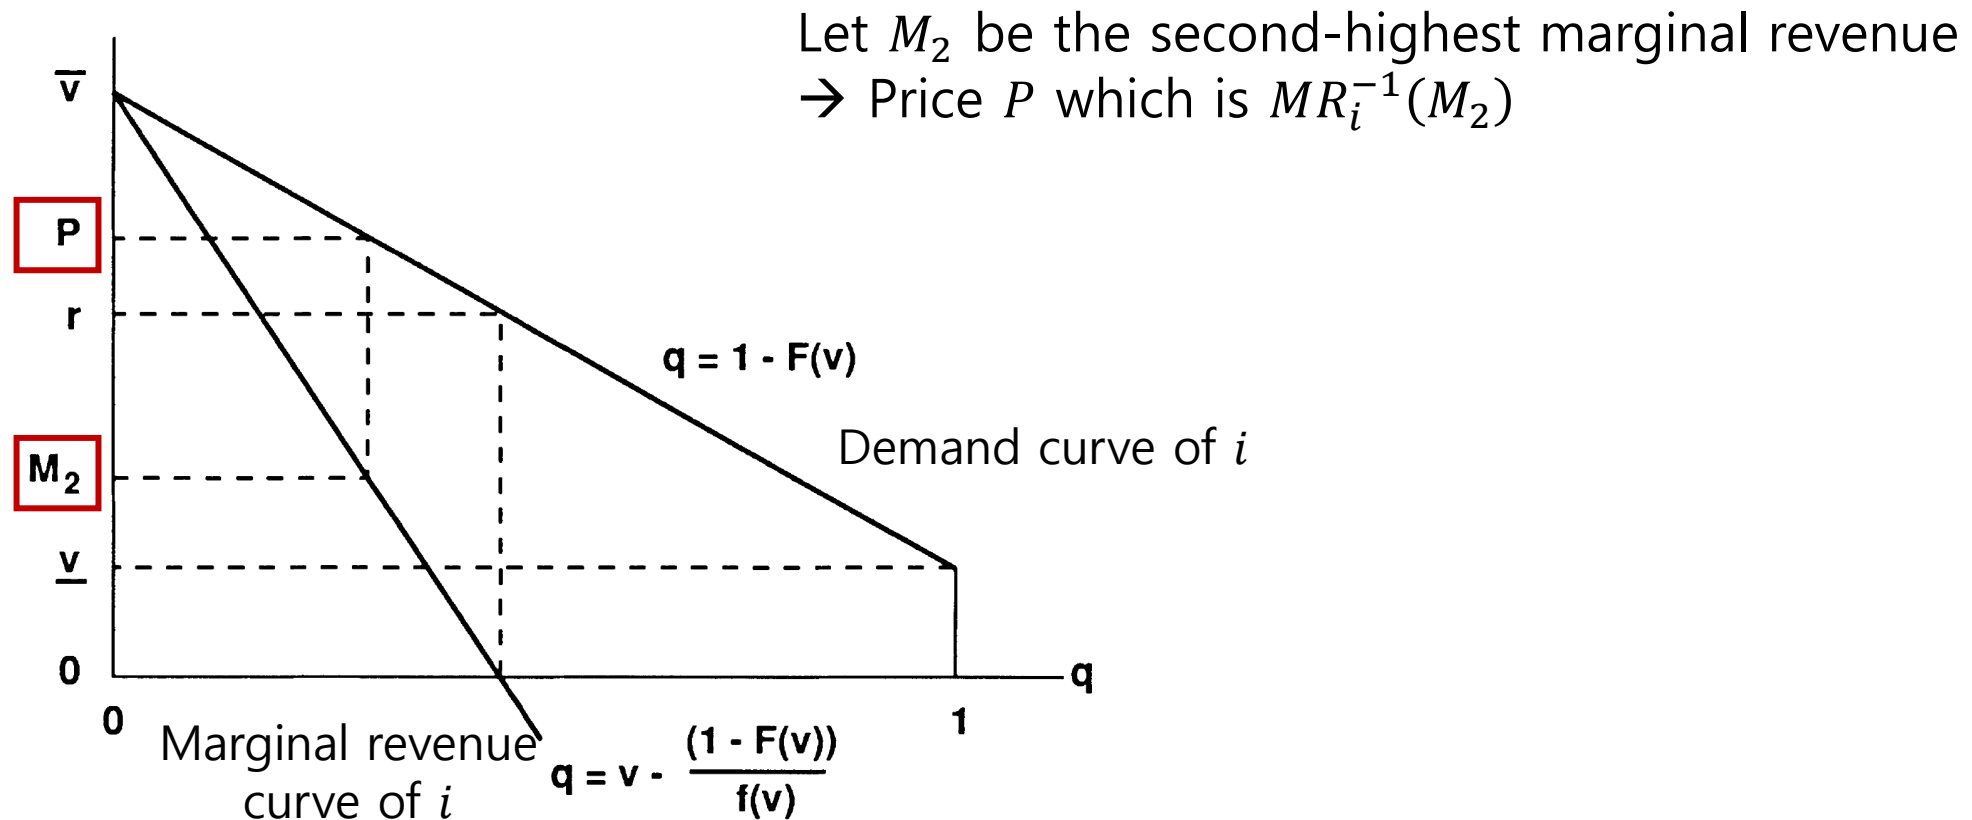 Let M₂ be the second-highest marginal revenue
→ Price P which is MRᵢ⁻¹(M₂)
v̅
P
r
q = 1 - F(v)
Demand curve of i
M₂
v̲
0
q
0
1
Marginal revenue
curve of i
q = v - (1 - F(v)) / f(v)